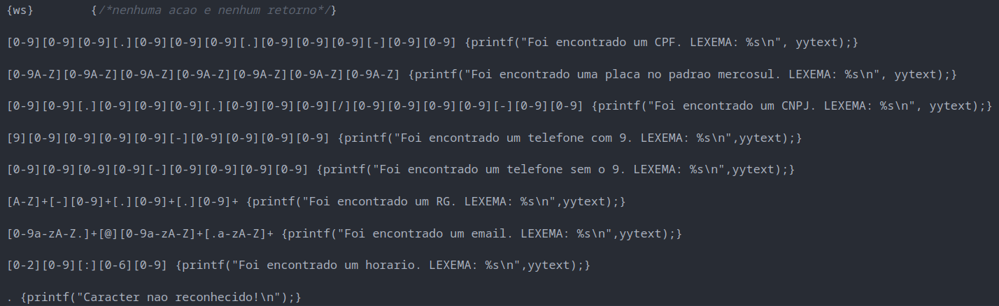 {ws}        {/*nenhuma acao e nenhum retorno*/}
[0-9][0-9][0-9][.][0-9][0-9][0-9][.][0-9][0-9][0-9][-][0-9][0-9] {printf("Foi encontrado um CPF. LEXEMA: %s\n", yytext);}
[0-9A-Z][0-9A-Z][0-9A-Z][0-9A-Z][0-9A-Z][0-9A-Z][0-9A-Z] {printf("Foi encontrado uma placa no padrao mercosul. LEXEMA: %s\n", yytext);}
[0-9][0-9][.][0-9][0-9][0-9][.][0-9][0-9][0-9][/][0-9][0-9][0-9][0-9][-][0-9][0-9] {printf("Foi encontrado um CNPJ. LEXEMA: %s\n", yytext);}
[9][0-9][0-9][0-9][0-9][-][0-9][0-9][0-9][0-9] {printf("Foi encontrado um telefone com 9. LEXEMA: %s\n",yytext);}
[0-9][0-9][0-9][0-9][-][0-9][0-9][0-9][0-9] {printf("Foi encontrado um telefone sem o 9. LEXEMA: %s\n",yytext);}
[A-Z]+[-][0-9]+[.][0-9]+[.][0-9]+ {printf("Foi encontrado um RG. LEXEMA: %s\n",yytext);}
[0-9a-zA-Z.]+[@][0-9a-zA-Z]+[.a-zA-Z]+ {printf("Foi encontrado um email. LEXEMA: %s\n",yytext);}
[0-2][0-9][:][0-6][0-9] {printf("Foi encontrado um horario. LEXEMA: %s\n",yytext);}
. {printf("Caracter nao reconhecido!\n");}